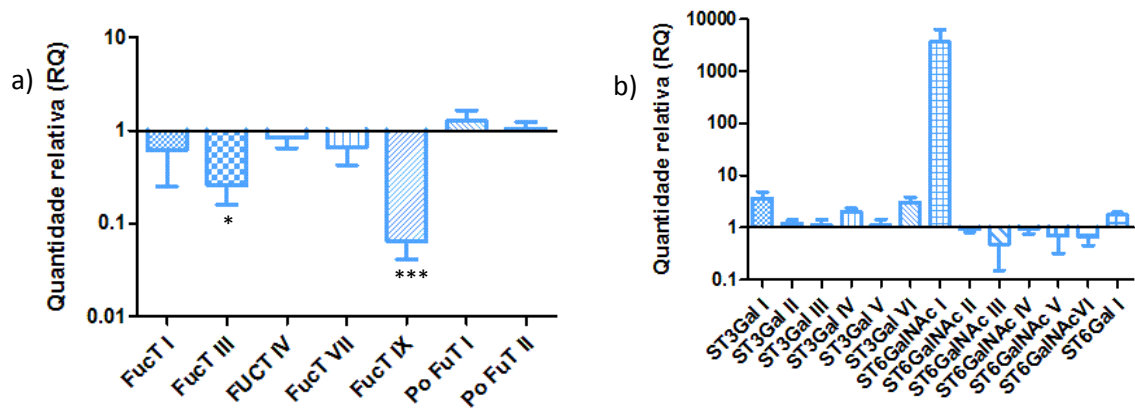 a)
Quantidade relativa (RQ)
10
1
0.1
0.01
*
***
FucT I
FucT III
FUCT IV
FucT VII
FucT IX
Po FuT I
Po FuT II
b)
Quantidade relativa (RQ)
10000
1000
100
10
1
0.1
ST3Gal I
ST3Gal II
ST3Gal III
ST3Gal IV
ST3Gal V
ST3Gal VI
ST6GalNAc I
ST6GalNAc II
ST6GalNAc III
ST6GalNAc IV
ST6GalNAc V
ST6GalNAcVI
ST6Gal I